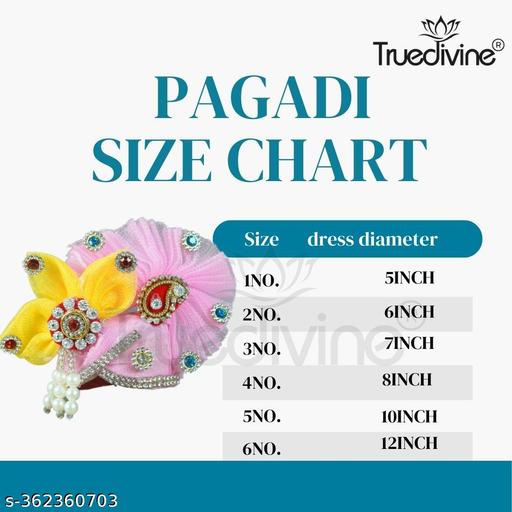 Truedivine®
PAGADI
SIZE CHART
Size dress diameter
1NO. 5INCH
2NO. 6INCH
3NO. 7INCH
4NO. 8INCH
5NO. 10INCH
6NO. 12INCH
Truedivine®
s-362360703